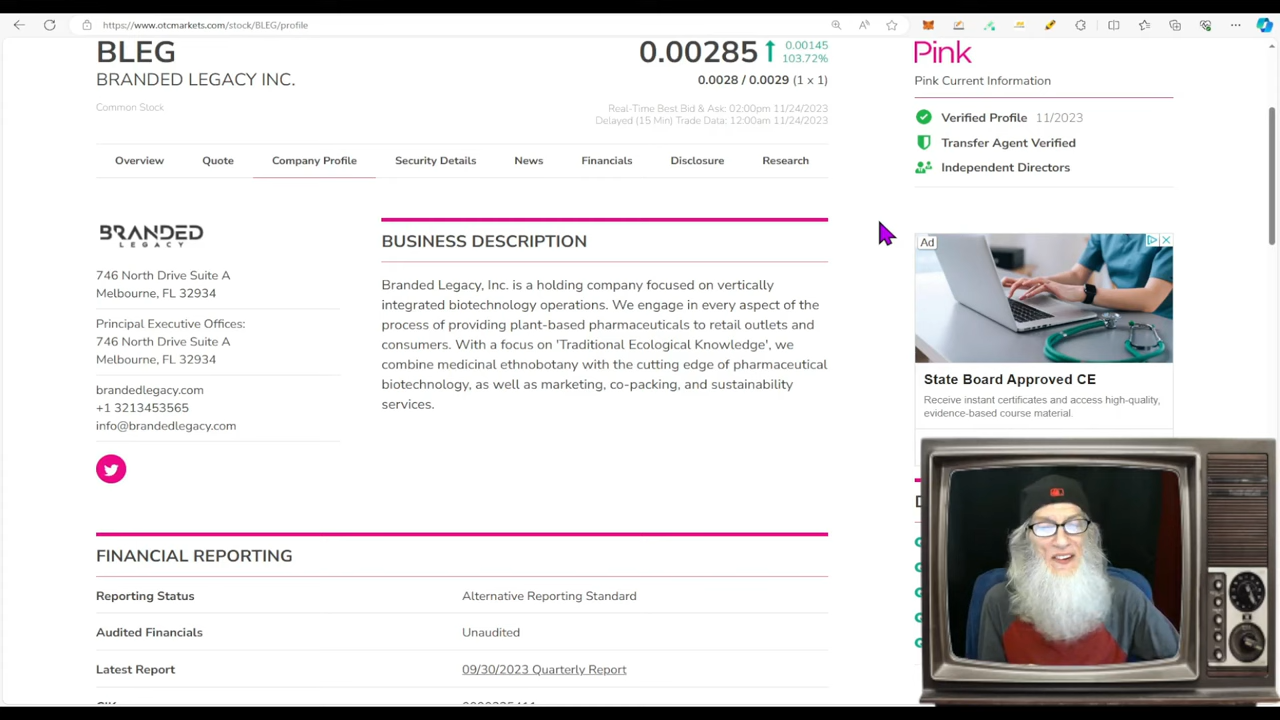 https://www.otcmarkets.com/stock/BLEG/profile
BLEG
BRANDED LEGACY INC.
Common Stock
0.00285
0.00145
103.72%
0.0028 / 0.0029 (1 x 1)
Real-Time Best Bid & Ask: 02:00pm 11/24/2023
Delayed (15 Min) Trade Data: 12:00am 11/24/2023
Pink
Pink Current Information
Verified Profile 11/2023
Transfer Agent Verified
Independent Directors
Overview Quote Company Profile Security Details News Financials Disclosure Research
BRANDED
LEGACY
746 North Drive Suite A
Melbourne, FL 32934
Principal Executive Offices:
746 North Drive Suite A
Melbourne, FL 32934
brandedlegacy.com
+1 3213453565
info@brandedlegacy.com
BUSINESS DESCRIPTION
Branded Legacy, Inc. is a holding company focused on vertically
integrated biotechnology operations. We engage in every aspect of the
process of providing plant-based pharmaceuticals to retail outlets and
consumers. With a focus on 'Traditional Ecological Knowledge', we
combine medicinal ethnobotany with the cutting edge of pharmaceutical
biotechnology, as well as marketing, co-packing, and sustainability
services.
Ad
State Board Approved CE
Receive instant certificates and access high-quality,
evidence-based course material.
FINANCIAL REPORTING
Reporting Status Alternative Reporting Standard
Audited Financials Unaudited
Latest Report 09/30/2023 Quarterly Report